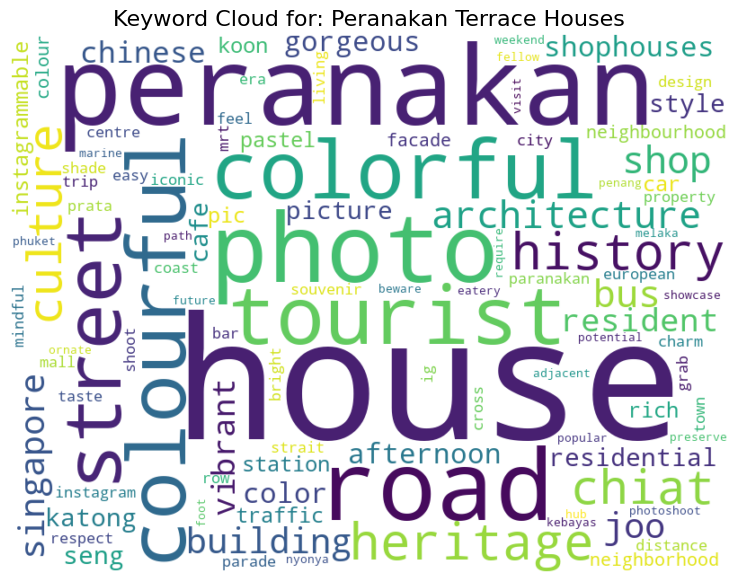 Keyword Cloud for: Peranakan Terrace Houses
weekend
koon
gorgeous
fellow
shophouses
chinese
colour
instagrammable
era
living
peranakan
visit
design
style
centre
feel
mrt
pastel
facade
city
neighbourhood
marine
shade
trip
easy
iconic
colorful
shop
penang
car
property
culture
prata
colourful
cafe
pic
picture
architecture
melaka
phuket
street
path
coast
photo
require
history
paranakan
european
mindful
future
souvenir
beware
eatery
bus
showcase
tourist
resident
ornate
mall
shoot
bar
house
potential
charm
grab
taste
bright
ig
adjacent
cross
rich
town
singapore
vibrant
strait
popular
preserve
station
afternoon
residential
instagram
row
color
road
chiat
katong
foot
traffic
photoshoot
hub
joo
kebayas
respect
seng
building
heritage
distance
parade
nyonya
neighborhood